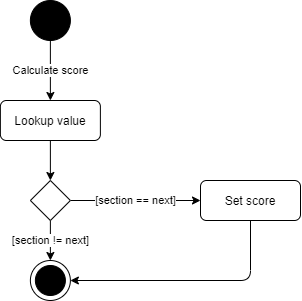 Calculate score
Lookup value
[section == next]
Set score
[section != next]